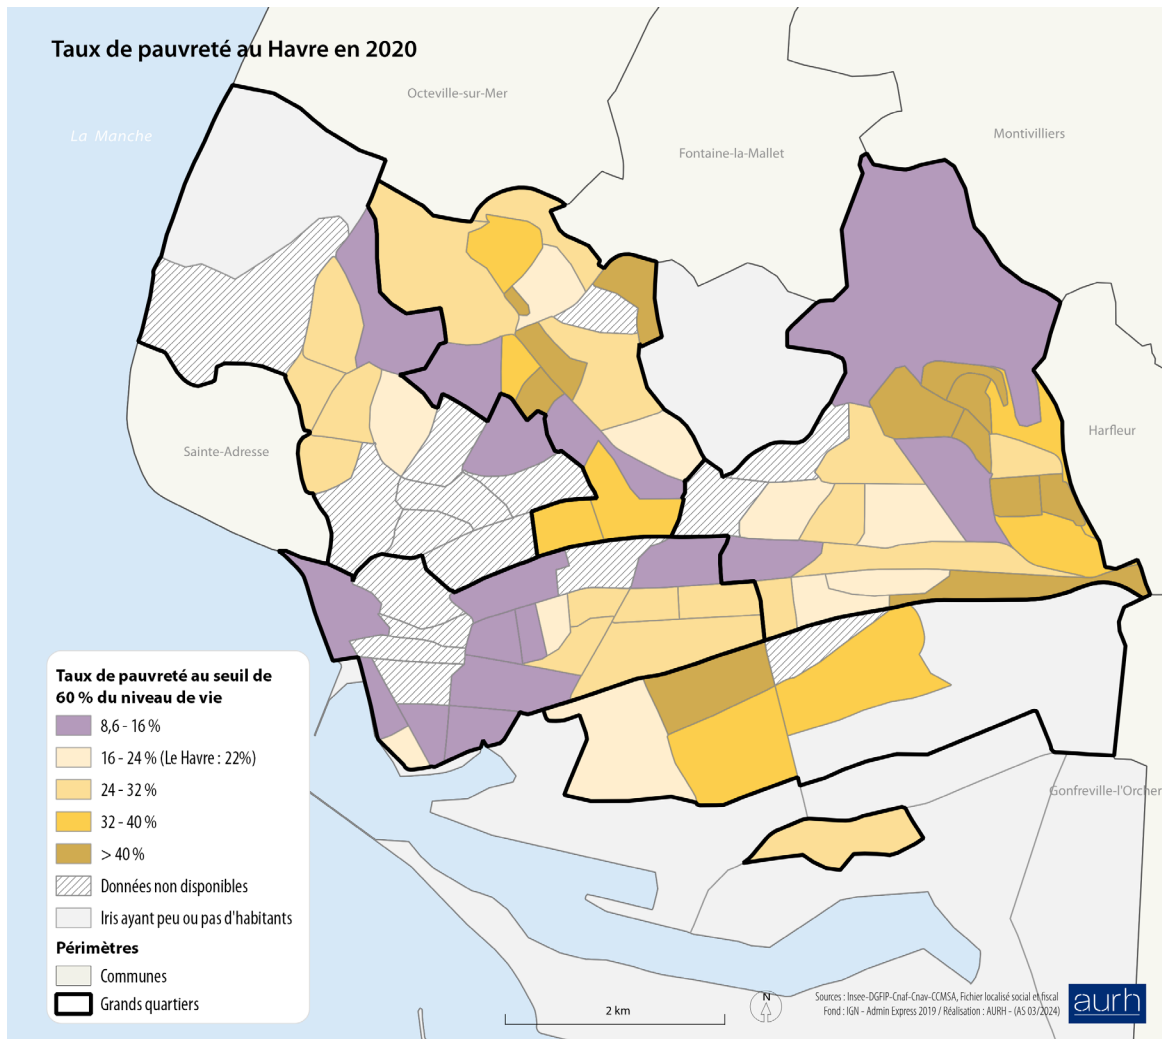 Taux de pauvreté au Havre en 2020
Octeville-sur-Mer
La Manche
Montivilliers
Fontaine-la-Mallet
Harfleur
Sainte-Adresse
Gonfreville-l'Orcher
Taux de pauvreté au seuil de
60 % du niveau de vie
8,6 - 16 %
16 - 24 % (Le Havre : 22%)
24 - 32 %
32 - 40 %
> 40 %
Données non disponibles
Iris ayant peu ou pas d'habitants
Périmètres
Communes
Grands quartiers
2 km
N
Sources : Insee-DGFIP-Cnaf-Cnav-CCMSA, Fichier localisé social et fiscal
Fond : IGN - Admin Express 2019 / Réalisation : AURH - (AS 03/2024)
aurh